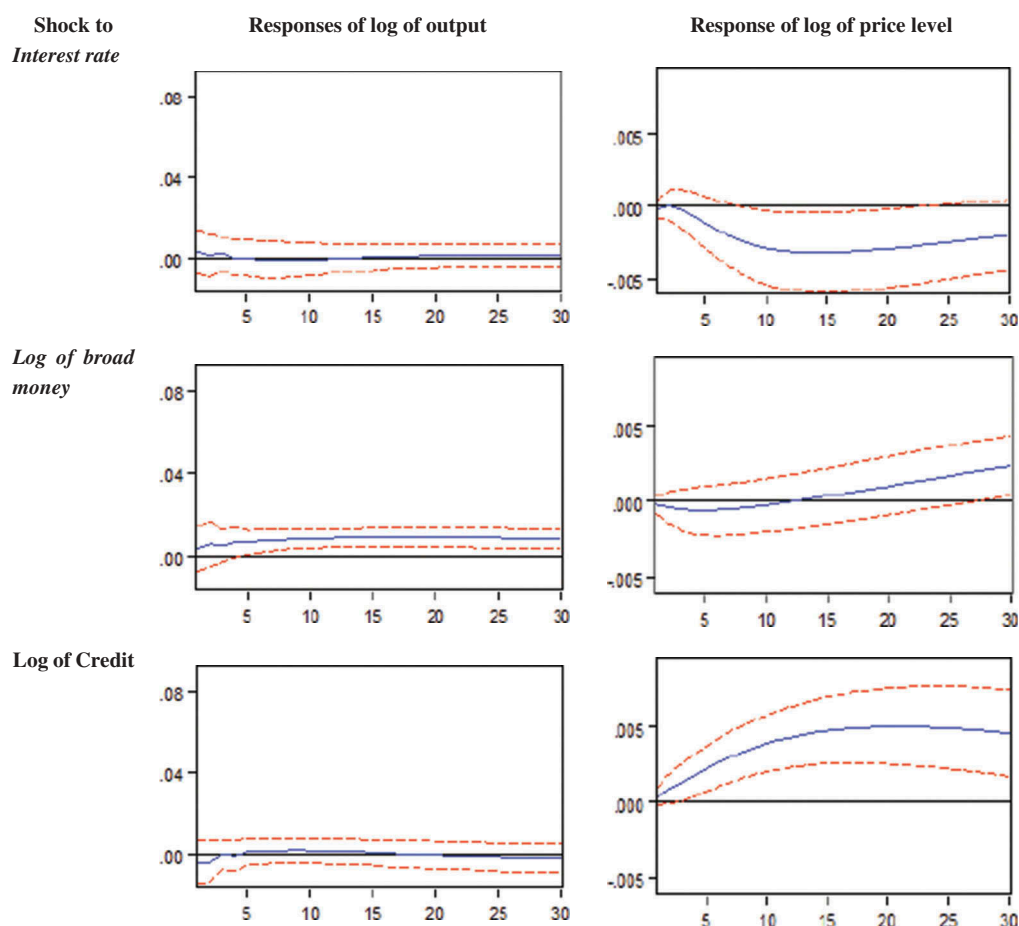 Shock to Responses of log of output Response of log of price level
Interest rate
.08
.04
.00
5 10 15 20 25 30
.005
.000
-.005
5 10 15 20 25 30
Log of broad
money
.08
.04
.00
5 10 15 20 25 30
.005
.000
-.005
5 10 15 20 25 30
Log of Credit
.08
.04
.00
5 10 15 20 25 30
.005
.000
-.005
5 10 15 20 25 30